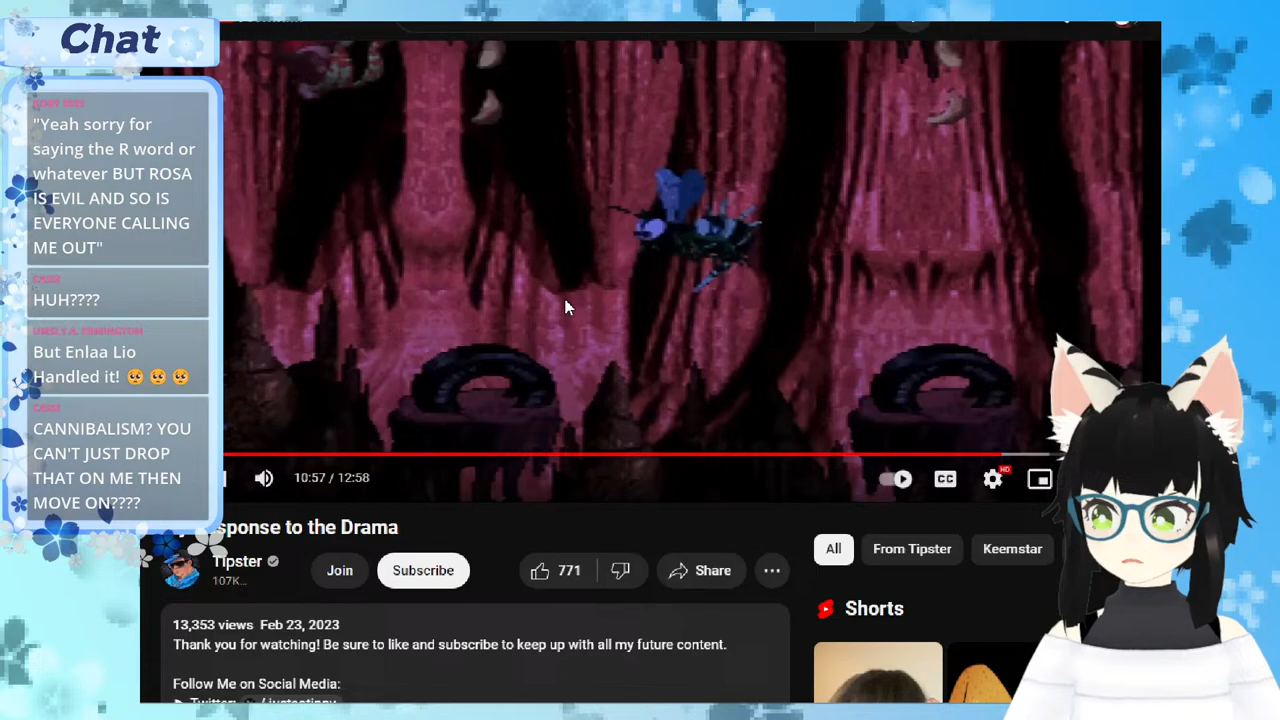 Chat
"Yeah sorry for
saying the R word or
whatever BUT ROSA
IS EVIL AND SO IS
EVERYONE CALLING
ME OUT"
HUH????
But Enlaa Lio
Handled it! 🥺 🥺 🥺
CASSI
CANNIBALISM? YOU
CAN'T JUST DROP
THAT ON ME THEN
MOVE ON????
10:57 / 12:58
CC
HD
sponse to the Drama
Tipster
107K...
Join
Subscribe
771
Share
All
From Tipster
Keemstar
Shorts
13,353 views Feb 23, 2023
Thank you for watching! Be sure to like and subscribe to keep up with all my future content.
Follow Me on Social Media: